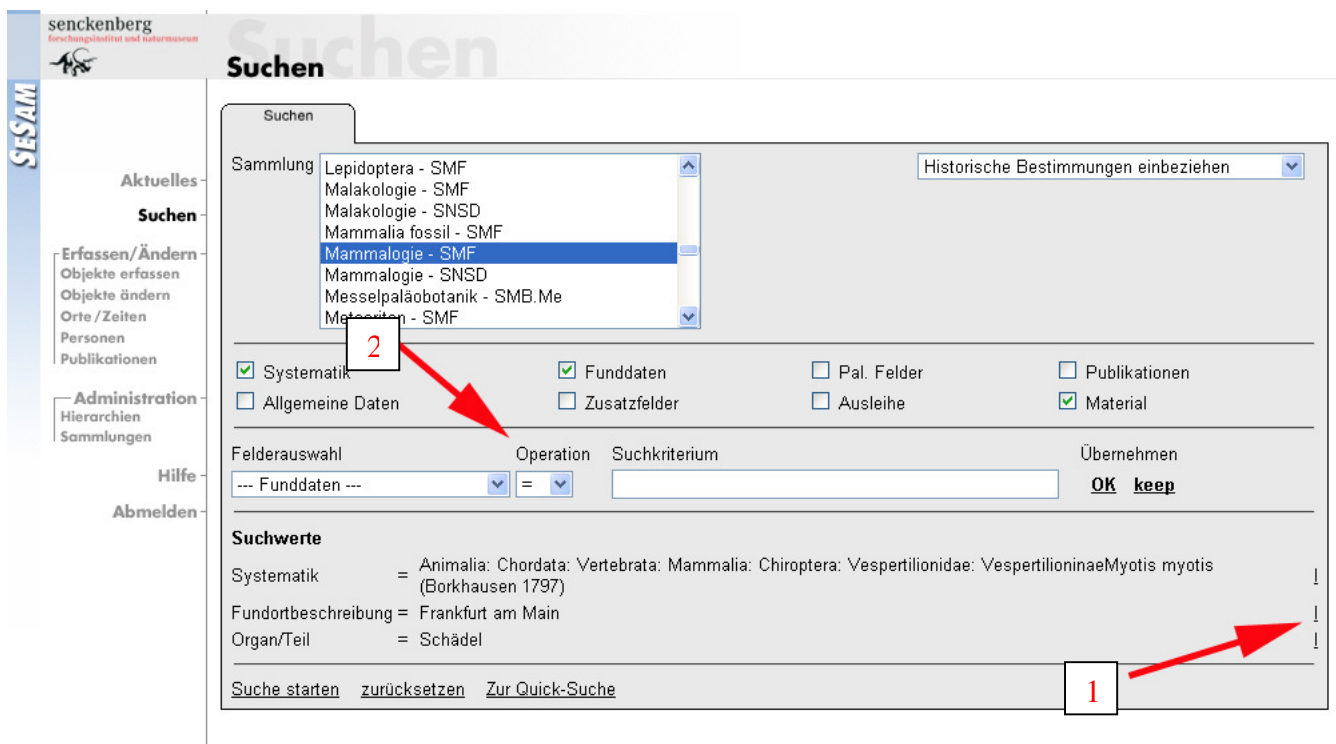 senckenberg
forschungsinstitut und naturmuseum
Suchen
Suchen
SESAM
Aktuelles
Suchen
Erfassen/Ändern
Objekte erfassen
Objekte ändern
Orte/Zeiten
Personen
Publikationen
Administration
Hierarchien
Sammlungen
Hilfe
Abmelden
Suchen
Sammlung
Lepidoptera - SMF
Malakologie - SMF
Malakologie - SNSD
Mammalia fossil - SMF
Mammalogie - SMF
Mammalogie - SNSD
Messelpaläobotanik - SMB.Me
Meteoriten - SMF
Historische Bestimmungen einbeziehen
2
Systematik Funddaten Pal. Felder Publikationen
Allgemeine Daten Zusatzfelder Ausleihe Material
Felderauswahl Operation Suchkriterium Übernehmen
--- Funddaten --- = OK keep
Suchwerte
Systematik = Animalia: Chordata: Vertebrata: Mammalia: Chiroptera: Vespertilionidae: VespertilioninaeMyotis myotis
(Borkhausen 1797) l
Fundortbeschreibung = Frankfurt am Main l
Organ/Teil = Schädel l
1
Suche starten zurücksetzen Zur Quick-Suche